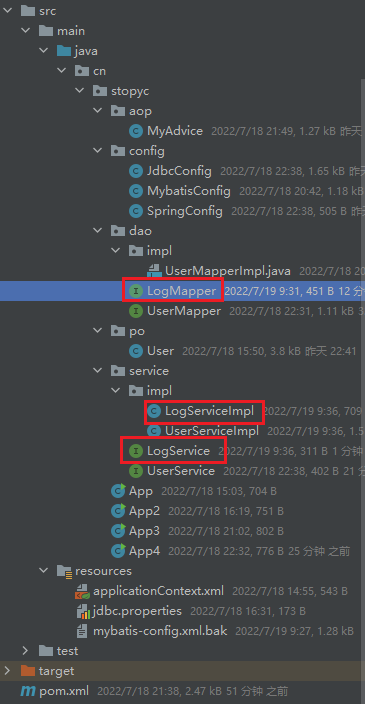 src
main
java
cn
stopyc
aop
MyAdvice 2022/7/18 21:49, 1.27 kB 昨天
config
JdbcConfig 2022/7/18 22:38, 1.65 kB 昨天
MybatisConfig 2022/7/18 20:42, 1.18 kB
SpringConfig 2022/7/18 22:38, 505 B 昨天
dao
impl
UserMapperImpl.java 2022/7/18 20
LogMapper 2022/7/19 9:31, 451 B 12 分
UserMapper 2022/7/18 22:31, 1.11 kB 3
po
User 2022/7/18 15:50, 3.8 kB 昨天 22:41
service
impl
LogServiceImpl 2022/7/19 9:36, 709
UserServiceImpl 2022/7/19 9:36, 1.5
LogService 2022/7/19 9:36, 311 B 1 分钟
UserService 2022/7/18 22:38, 402 B 21 分
App 2022/7/18 15:03, 704 B
App2 2022/7/18 16:19, 751 B
App3 2022/7/18 21:02, 802 B
App4 2022/7/18 22:32, 776 B 25 分钟 之前
resources
applicationContext.xml 2022/7/18 14:55, 543 B
jdbc.properties 2022/7/18 16:31, 173 B
mybatis-config.xml.bak 2022/7/19 9:27, 1.28 kB
test
target
pom.xml 2022/7/18 21:38, 2.47 kB 51 分钟 之前